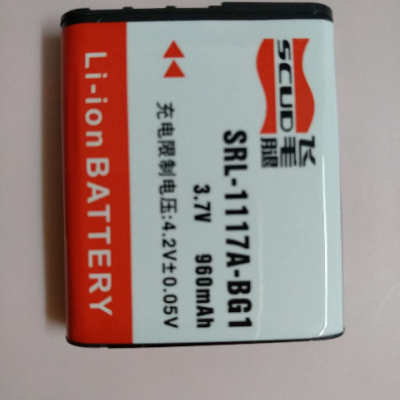 SCUD
飞毛腿
SRL-1117A-BG1
3.7V 960mAh
充电限制电压:4.2V±0.05V
Li-ion BATTERY